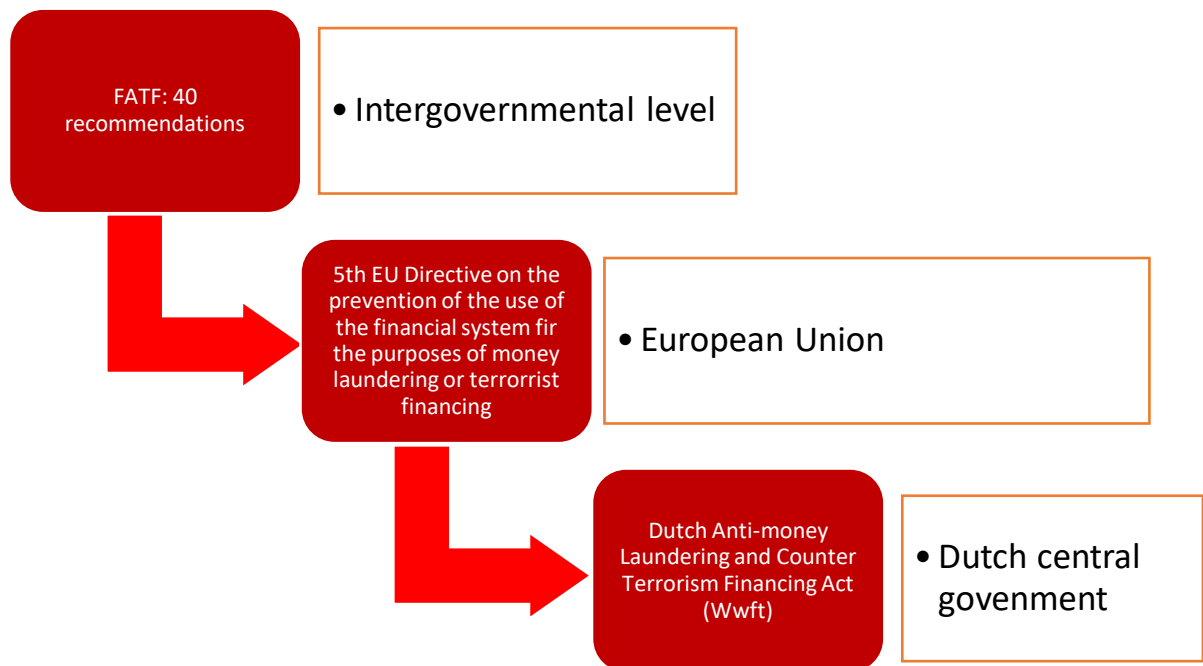 FATF: 40
recommendations
• Intergovernmental level
5th EU Directive on the
prevention of the use of
the financial system fir
the purposes of money
laundering or terrorrist
financing
• European Union
Dutch Anti-money
Laundering and Counter
Terrorism Financing Act
(Wwft)
• Dutch central
govenment